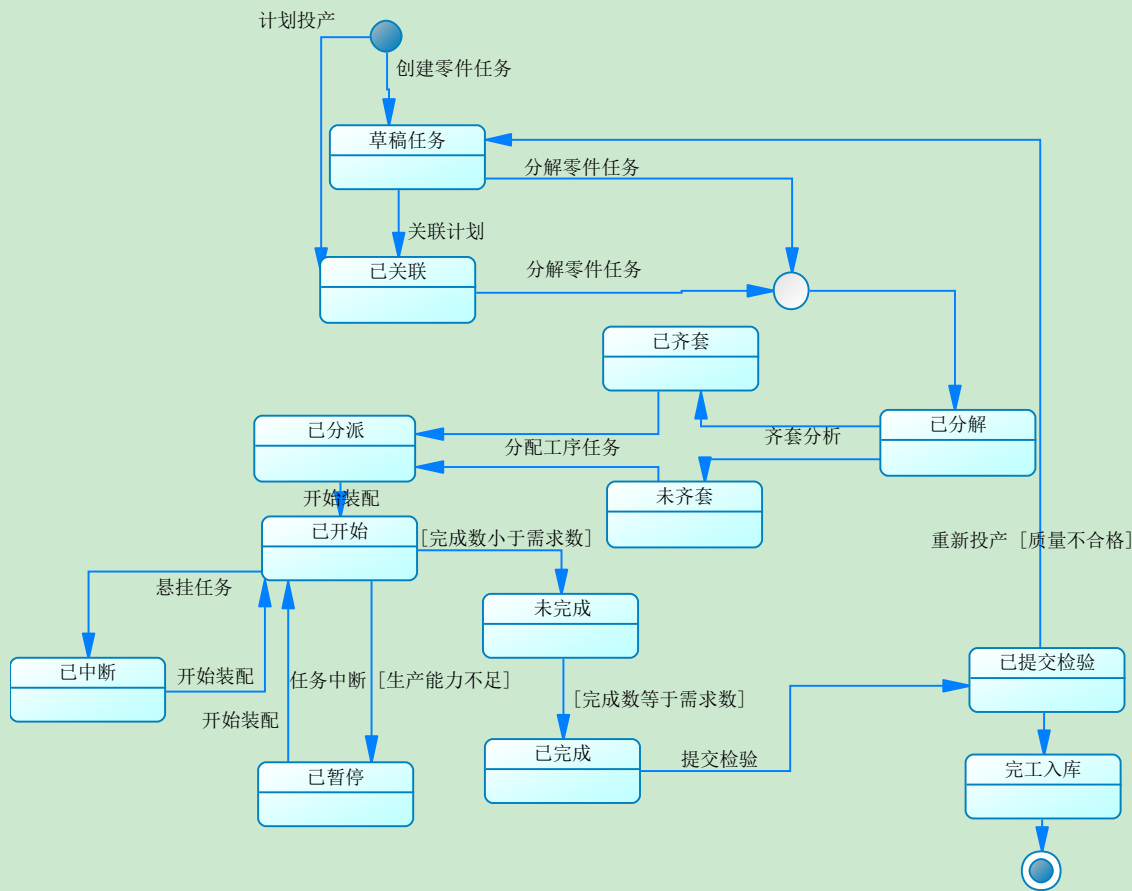 计划投产
创建零件任务
草稿任务
分解零件任务
关联计划
已关联
分解零件任务
已齐套
已分解
齐套分析
已分派
分配工序任务
未齐套
开始装配
已开始
[完成数小于需求数]
重新投产 [质量不合格]
悬挂任务
未完成
已中断
开始装配
任务中断 [生产能力不足]
已提交检验
[完成数等于需求数]
开始装配
已完成
提交检验
已暂停
完工入库